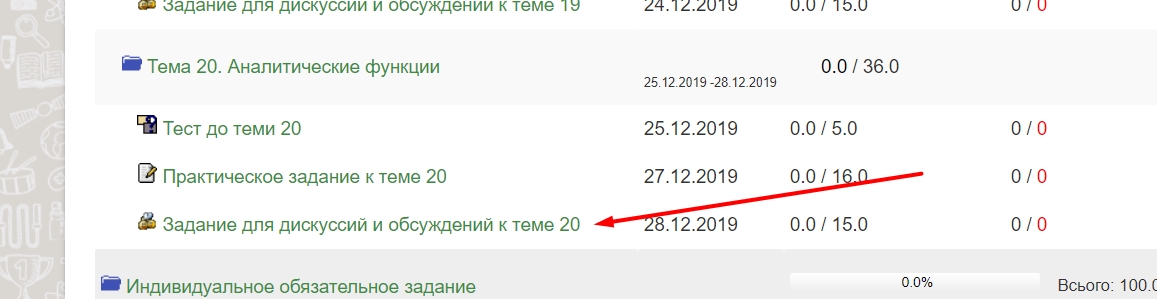 Задание для дискуссий и обсуждений к теме 19 24.12.2019 0.0 / 15.0 0 / 0
Тема 20. Аналитические функции 25.12.2019 -28.12.2019 0.0 / 36.0
Тест до теми 20 25.12.2019 0.0 / 5.0 0 / 0
Практическое задание к теме 20 27.12.2019 0.0 / 16.0 0 / 0
Задание для дискуссий и обсуждений к теме 20 28.12.2019 0.0 / 15.0 0 / 0
Индивидуальное обязательное задание 0.0% Всього: 100.0